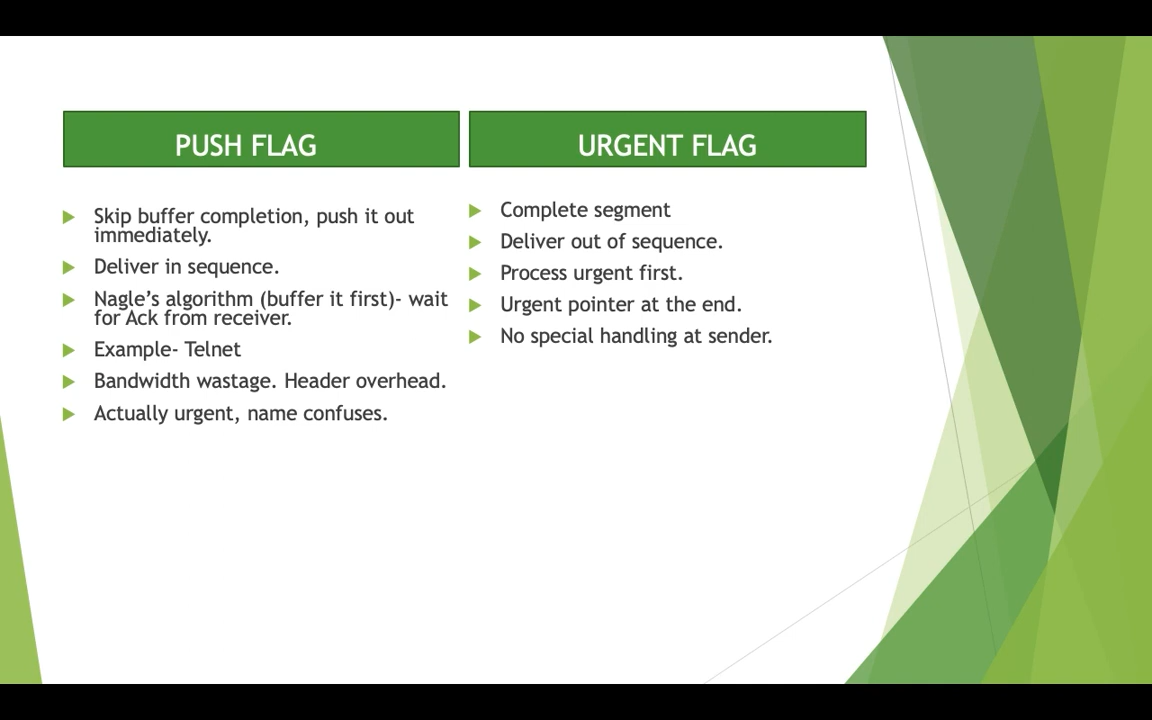 PUSH FLAG
Skip buffer completion, push it out
immediately.
Deliver in sequence.
Nagle’s algorithm (buffer it first)- wait
for Ack from receiver.
Example- Telnet
Bandwidth wastage. Header overhead.
Actually urgent, name confuses.
URGENT FLAG
Complete segment
Deliver out of sequence.
Process urgent first.
Urgent pointer at the end.
No special handling at sender.